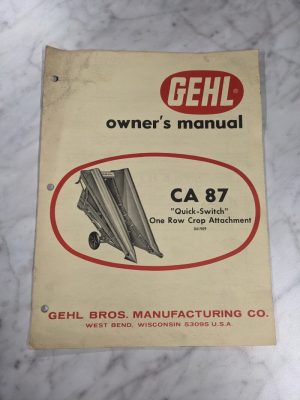 GEHL®
owner's manual
CA 87
"Quick-Switch"
One Row Crop Attachment
GEHL BROS. MANUFACTURING CO.
WEST BEND, WISCONSIN 53095 U.S.A.